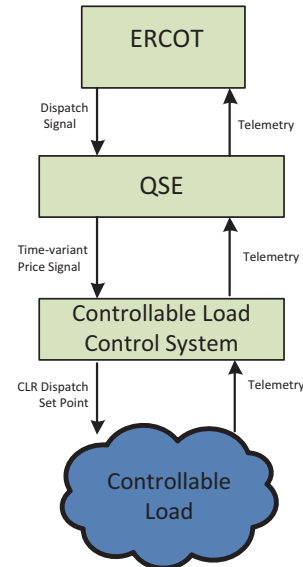 ERCOT
Dispatch
Signal
Telemetry
QSE
Time-variant
Price Signal
Telemetry
Controllable Load
Control System
CLR Dispatch
Set Point
Telemetry
Controllable
Load